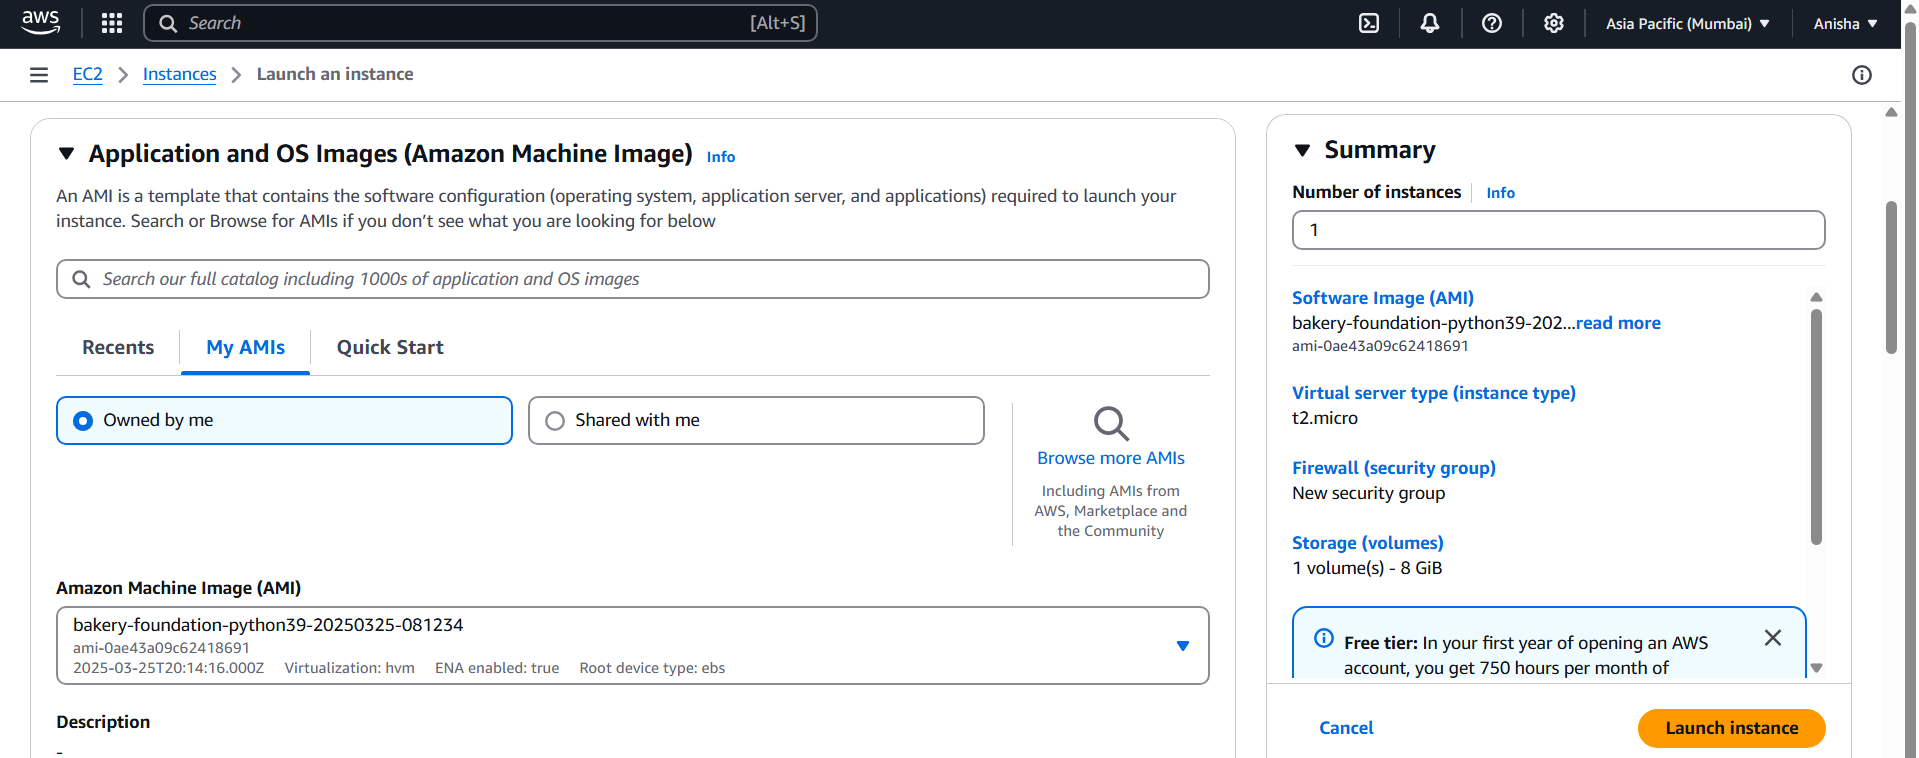 aws
Search [Alt+S]
Asia Pacific (Mumbai)
Anisha
EC2 Instances Launch an instance
Application and OS Images (Amazon Machine Image) Info
An AMI is a template that contains the software configuration (operating system, application server, and applications) required to launch your
instance. Search or Browse for AMIs if you don’t see what you are looking for below
Search our full catalog including 1000s of application and OS images
Recents My AMIs Quick Start
Owned by me
Shared with me
Browse more AMIs
Including AMIs from
AWS, Marketplace and
the Community
Amazon Machine Image (AMI)
bakery-foundation-python39-20250325-081234
ami-0ae43a09c62418691
2025-03-25T20:14:16.000Z Virtualization: hvm ENA enabled: true Root device type: ebs
Description
-
Summary
Number of instances Info
1
Software Image (AMI)
bakery-foundation-python39-202...read more
ami-0ae43a09c62418691
Virtual server type (instance type)
t2.micro
Firewall (security group)
New security group
Storage (volumes)
1 volume(s) - 8 GiB
Free tier: In your first year of opening an AWS
account, you get 750 hours per month of
Cancel
Launch instance